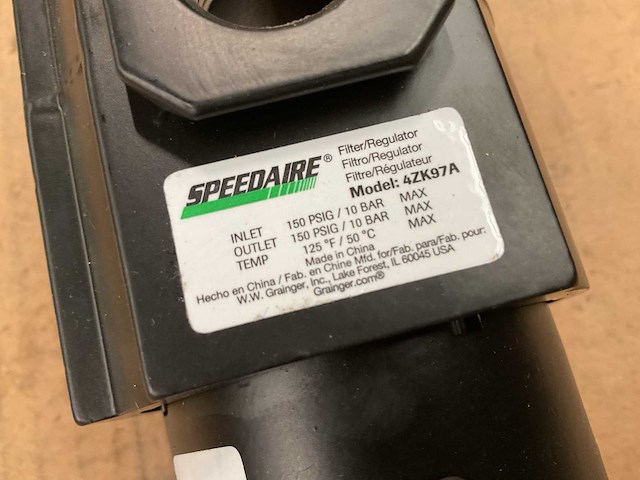 SPEEDAIRE®
Filter/Regulator
Filtro/Regulator
Filtre/Régulateur
Model: 4ZK97A
INLET 150 PSIG / 10 BAR MAX
OUTLET 150 PSIG / 10 BAR MAX
TEMP 125 °F / 50 °C MAX
Made in China
Hecho en China / Fab. en Chine Mfd. for/Fab. para/Fab. pour:
W.W. Grainger, Inc., Lake Forest, IL 60045 USA
Grainger.com®